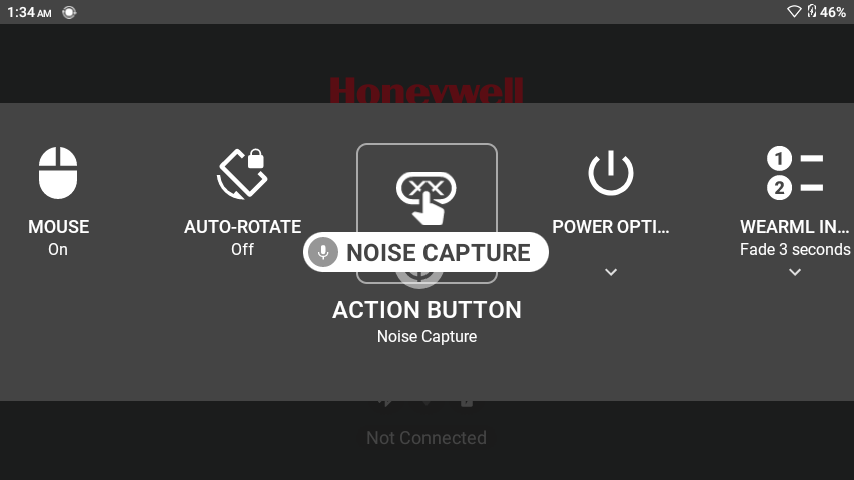 1:34 AM
46%
Honeywell
MOUSE
On
AUTO-ROTATE
Off
XX
NOISE CAPTURE
ACTION BUTTON
Noise Capture
POWER OPTI...
WEARML IN...
Fade 3 seconds
1
2
Not Connected